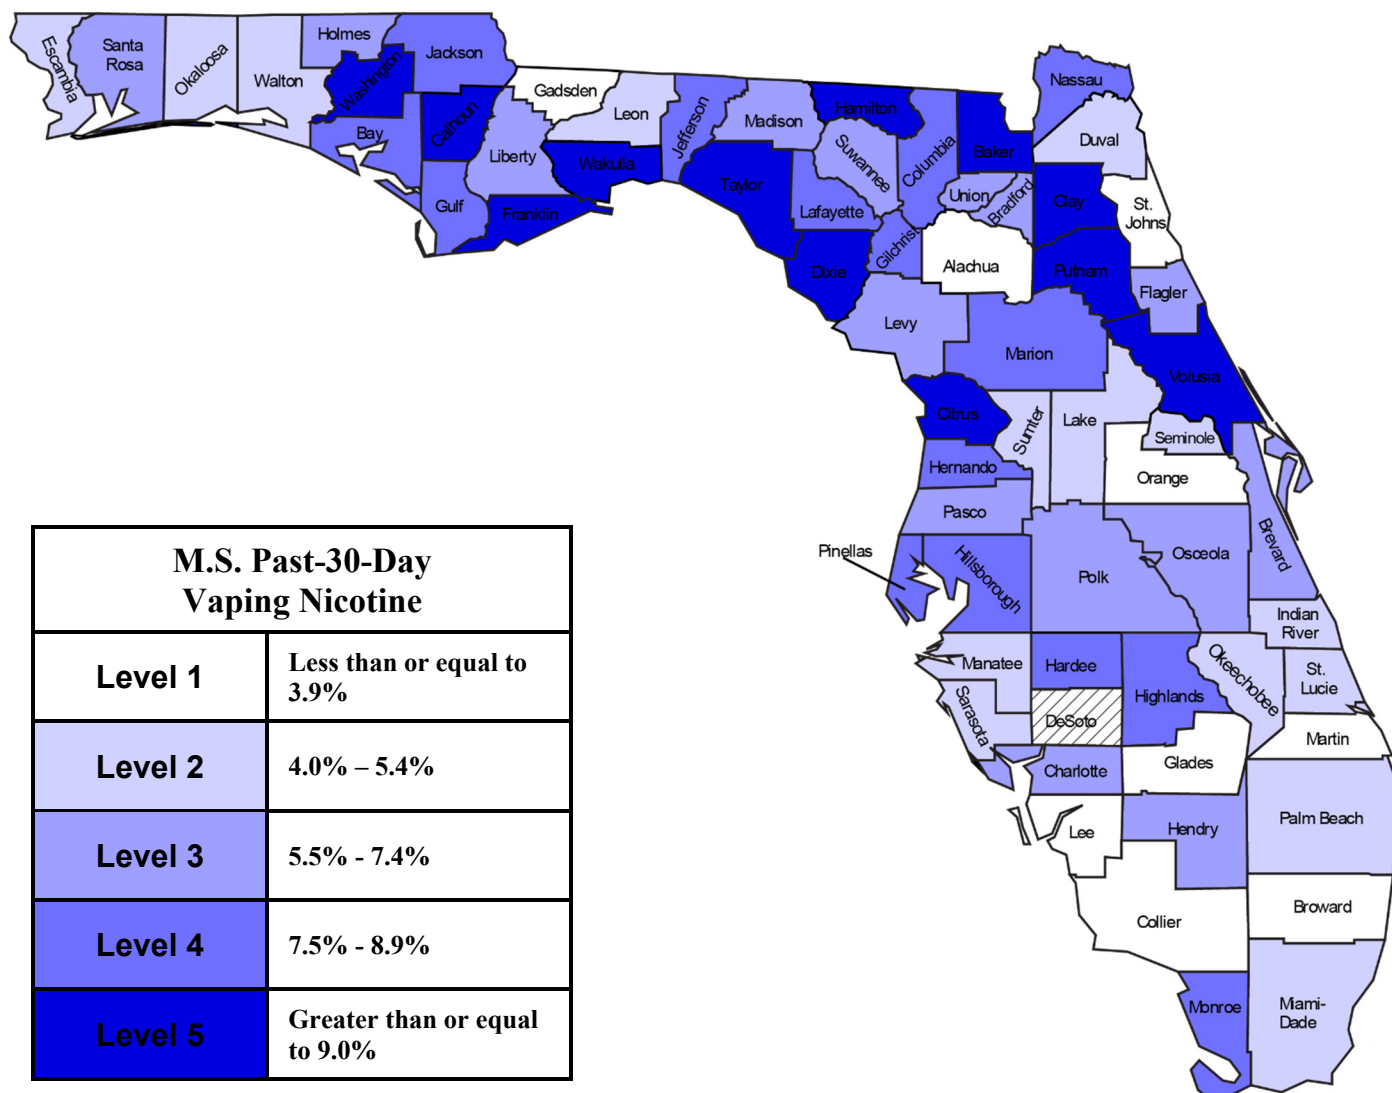 Escambia
Santa
Rosa
Okaloosa
Walton
Holmes
Washington
Jackson
Bay
Calhoun
Gulf
Liberty
Gadsden
Leon
Wakulla
Franklin
Jefferson
Madison
Taylor
Hamilton
Suwannee
Lafayette
Dixie
Columbia
Gilchrist
Baker
Union
Bradford
Alachua
Nassau
Duval
Clay
St.
Johns
Putnam
Flagler
Levy
Marion
Volusia
Citrus
Sumter
Lake
Seminole
Hernando
Orange
Pasco
Pinellas
Hillsborough
Polk
Osceola
Brevard
Indian
River
Manatee
Hardee
Highlands
Okeechobee
St.
Lucie
Sarasota
DeSoto
Martin
Charlotte
Glades
Lee
Hendry
Palm Beach
Collier
Broward
Monroe
Miami-
Dade
M.S. Past-30-Day
Vaping Nicotine
Level 1
Less than or equal to
3.9%
Level 2
4.0% – 5.4%
Level 3
5.5% - 7.4%
Level 4
7.5% - 8.9%
Level 5
Greater than or equal
to 9.0%